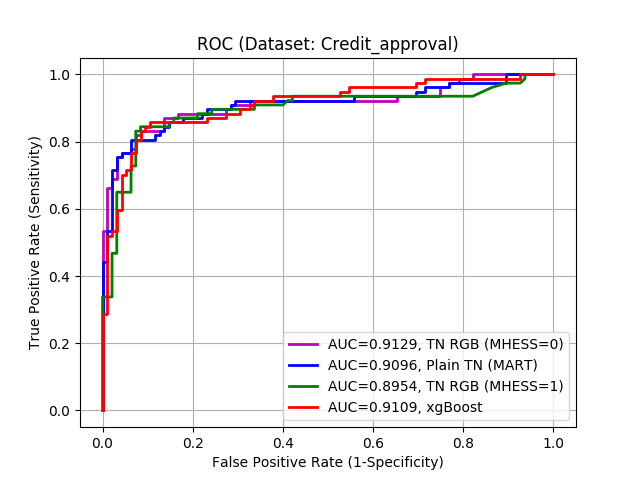 ROC (Dataset: Credit_approval)
1.0
0.8
0.6
0.4
0.2
0.0
True Positive Rate (Sensitivity)
AUC=0.9129, TN RGB (MHESS=0)
AUC=0.9096, Plain TN (MART)
AUC=0.8954, TN RGB (MHESS=1)
AUC=0.9109, xgBoost
0.0 0.2 0.4 0.6 0.8 1.0
False Positive Rate (1-Specificity)